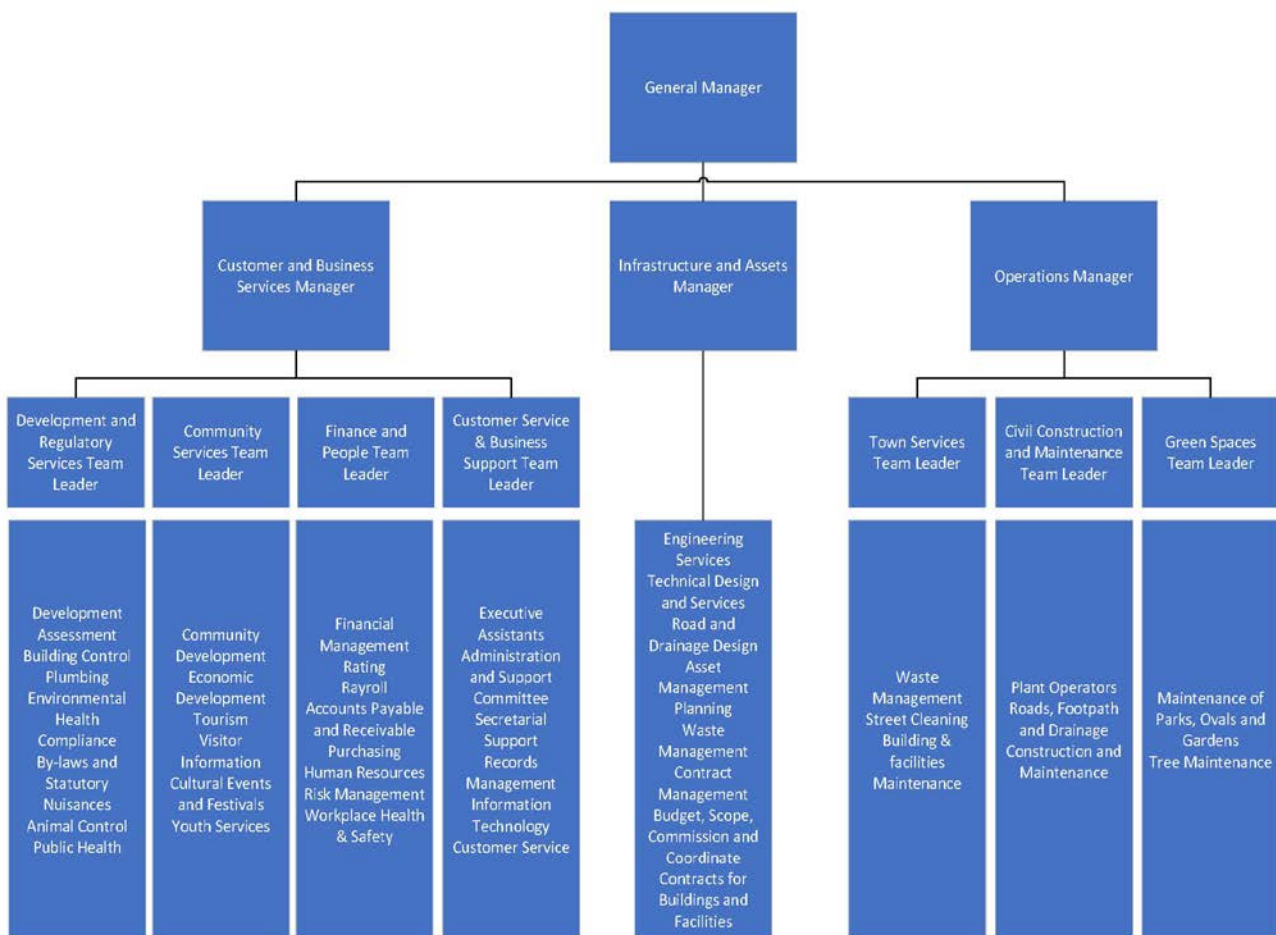 General Manager
Customer and Business
Services Manager
Infrastructure and Assets
Manager
Operations Manager
Development and
Regulatory
Services Team
Leader
Community
Services Team
Leader
Finance and
People Team
Leader
Customer Service
& Business
Support Team
Leader
Town Services
Team Leader
Civil Construction
and Maintenance
Team Leader
Green Spaces
Team Leader
Development
Assessment
Building Control
Plumbing
Environmental
Health
Compliance
By-laws and
Statutory
Nuisances
Animal Control
Public Health
Community
Development
Economic
Development
Tourism
Visitor
Information
Cultural Events
and Festivals
Youth Services
Financial
Management
Rating
Rayroll
Accounts Payable
and Receivable
Purchasing
Human Resources
Risk Management
Workplace Health
& Safety
Executive
Assistants
Administration
and Support
Committee
Secretarial
Support
Records
Management
Information
Technology
Customer Service
Engineering
Services
Technical Design
and Services
Road and
Drainage Design
Asset
Management
Planning
Waste
Management
Contract
Management
Budget, Scope,
Commission and
Coordinate
Contracts for
Buildings and
Facilities
Waste
Management
Street Cleaning
Building &
facilities
Maintenance
Plant Operators
Roads, Footpath
and Drainage
Construction and
Maintenance
Maintenance of
Parks, Ovals and
Gardens
Tree Maintenance